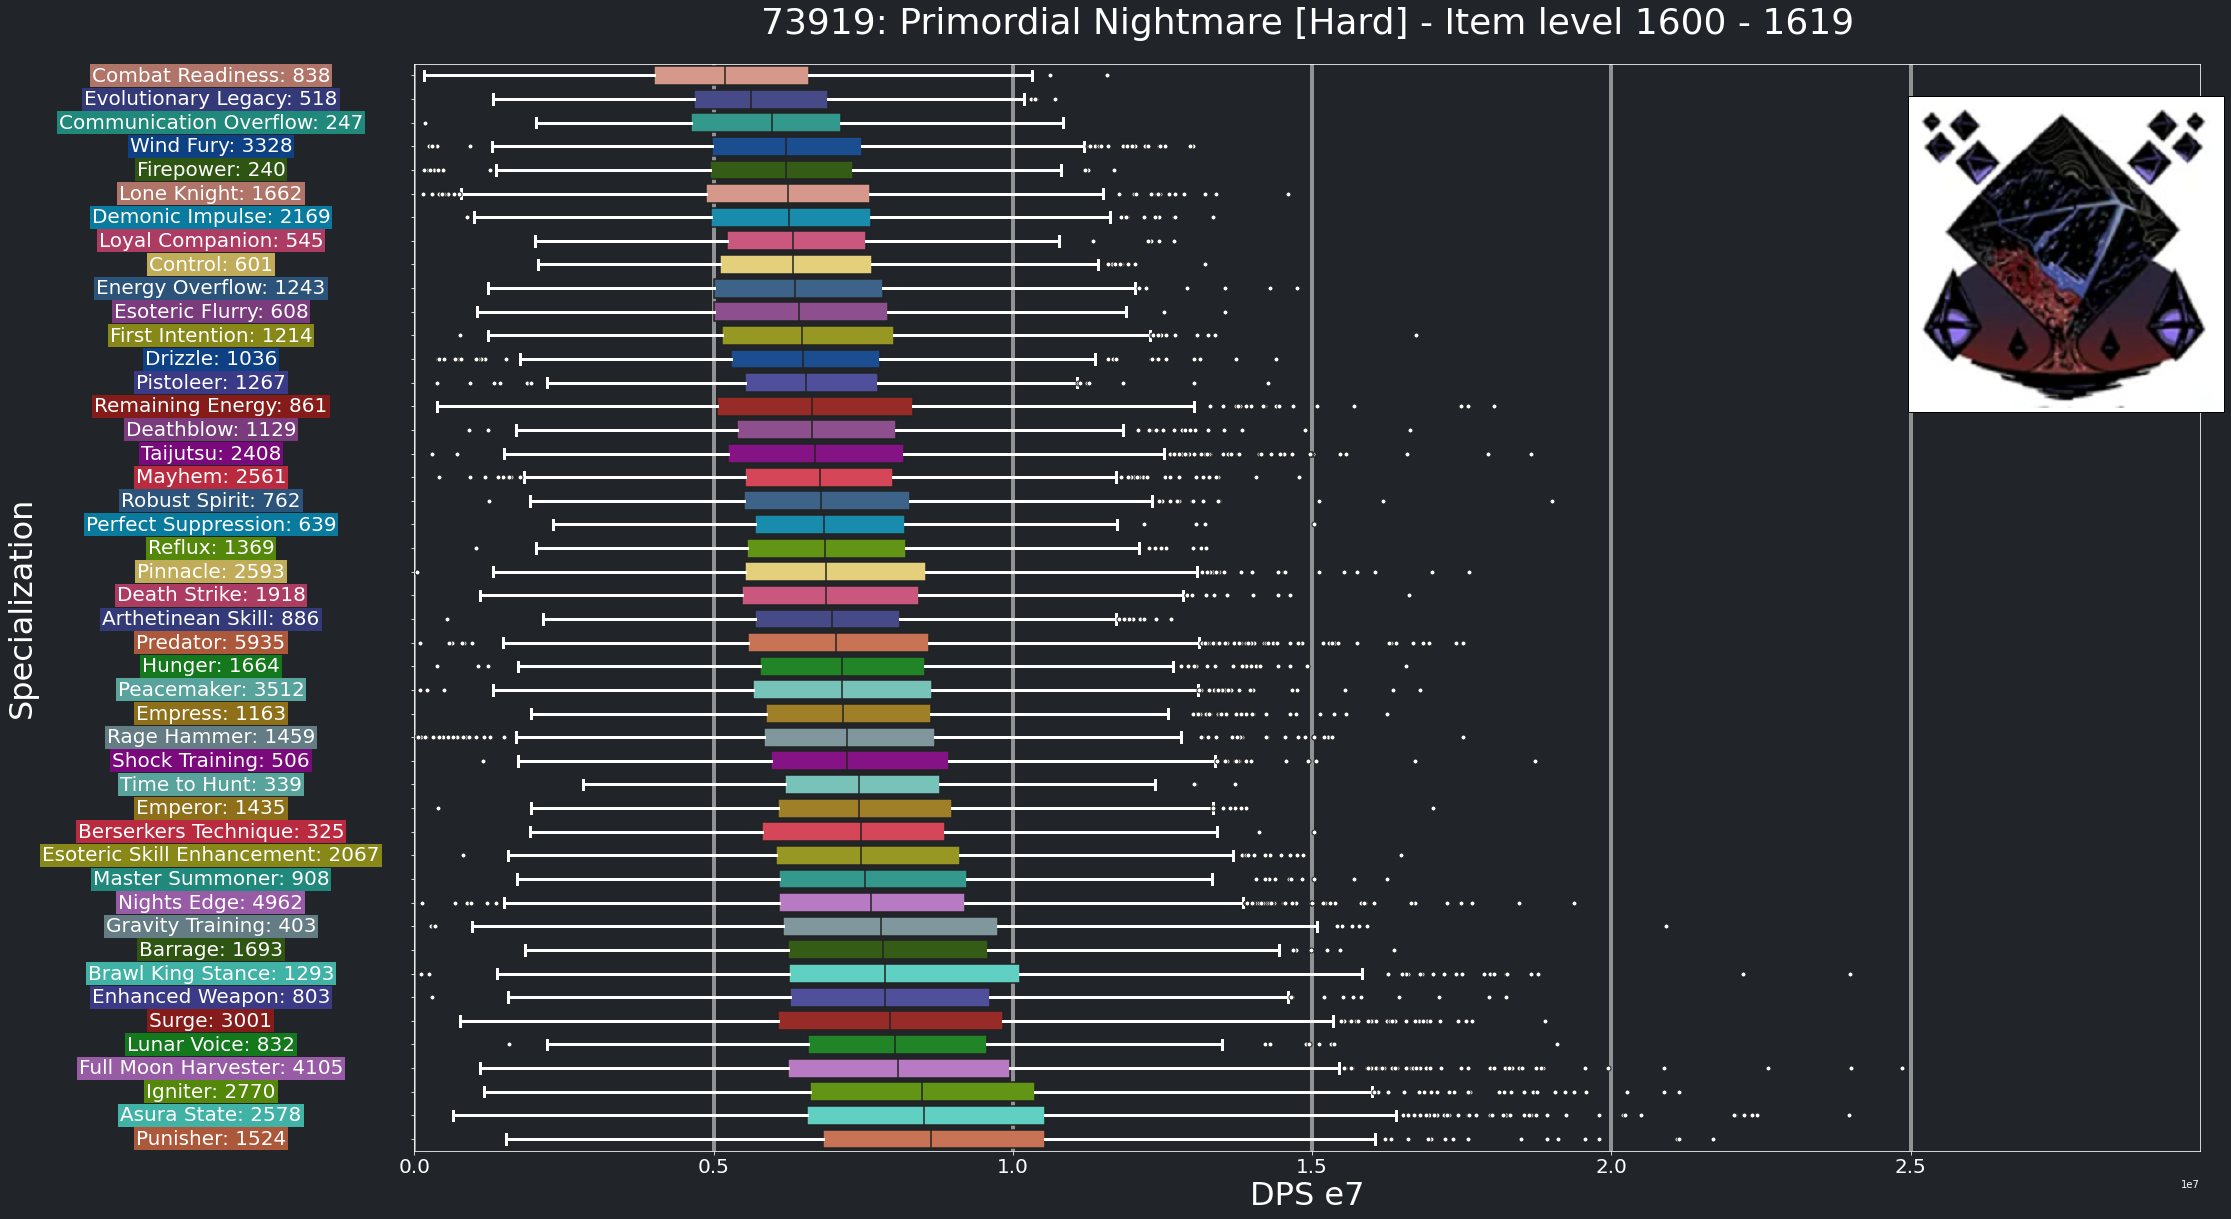 73919: Primordial Nightmare [Hard] - Item level 1600 - 1619
Combat Readiness: 838
Evolutionary Legacy: 518
Communication Overflow: 247
Wind Fury: 3328
Firepower: 240
Lone Knight: 1662
Demonic Impulse: 2169
Loyal Companion: 545
Control: 601
Energy Overflow: 1243
Esoteric Flurry: 608
First Intention: 1214
Drizzle: 1036
Pistoleer: 1267
Remaining Energy: 861
Deathblow: 1129
Taijutsu: 2408
Mayhem: 2561
Robust Spirit: 762
Perfect Suppression: 639
Reflux: 1369
Pinnacle: 2593
Death Strike: 1918
Arthetinean Skill: 886
Predator: 5935
Hunger: 1664
Peacemaker: 3512
Empress: 1163
Rage Hammer: 1459
Shock Training: 506
Time to Hunt: 339
Emperor: 1435
Berserkers Technique: 325
Esoteric Skill Enhancement: 2067
Master Summoner: 908
Nights Edge: 4962
Gravity Training: 403
Barrage: 1693
Brawl King Stance: 1293
Enhanced Weapon: 803
Surge: 3001
Lunar Voice: 832
Full Moon Harvester: 4105
Igniter: 2770
Asura State: 2578
Punisher: 1524
Specialization
0.0 0.5 1.0 1.5 2.0 2.5
1e7
DPS e7